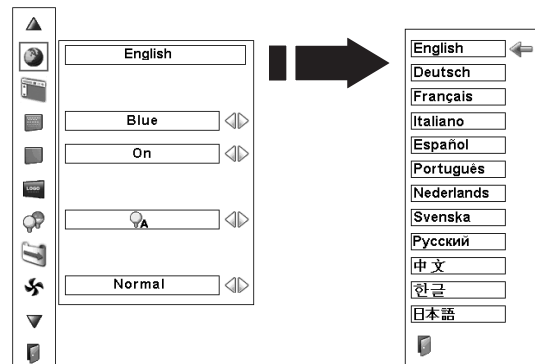 English
Blue
On
LOGO
A
Normal
English
Deutsch
Français
Italiano
Español
Português
Nederlands
Svenska
Русский
中文
한글
日本語